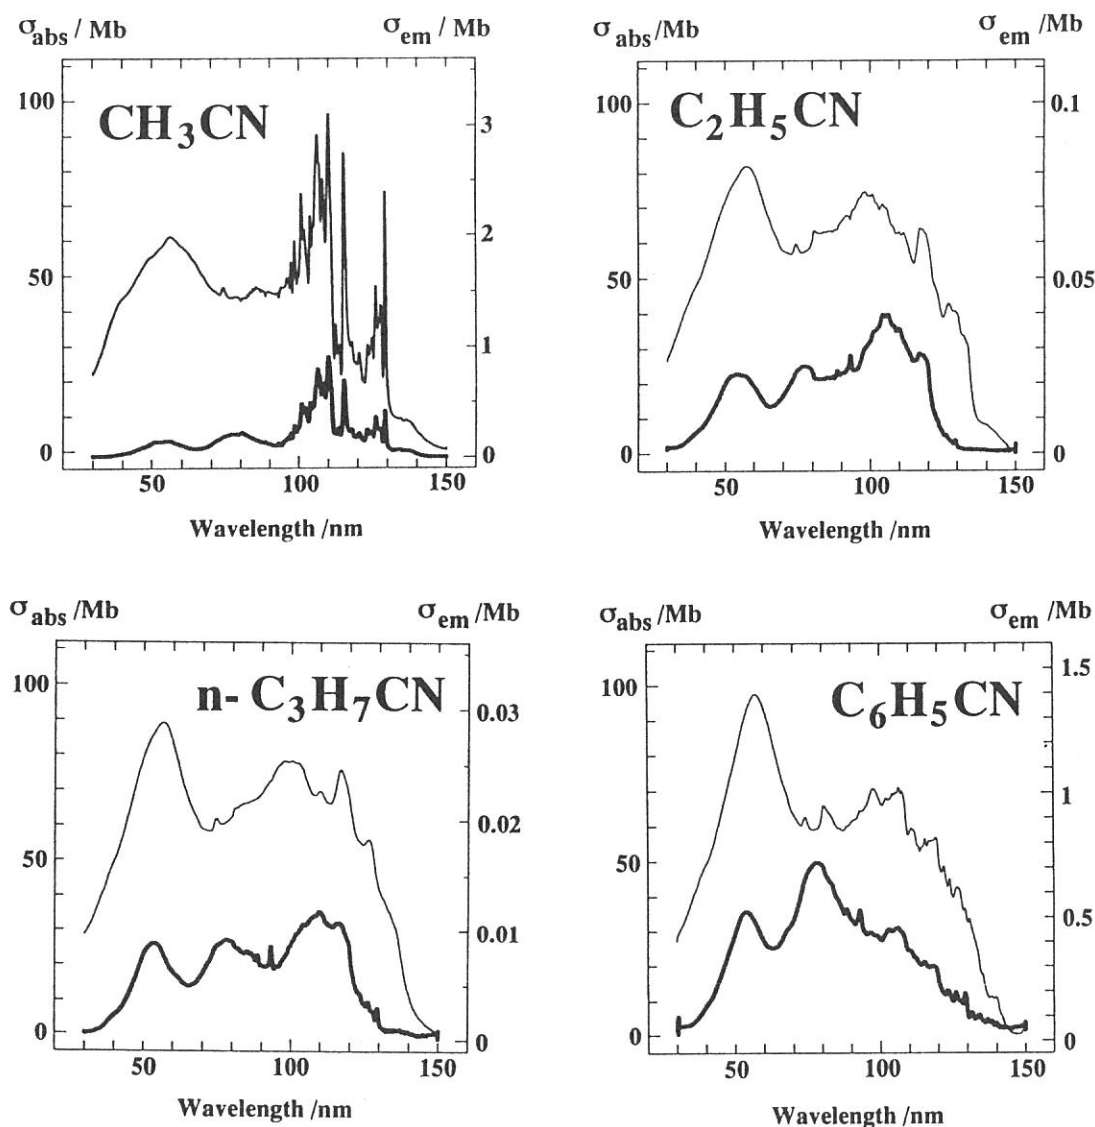 σabs / Mb σem / Mb
100
50
0
3
2
1
0
CH3CN
50 100 150
Wavelength /nm
σabs /Mb σem /Mb
100
50
0
0.1
0.05
0
C2H5CN
50 100 150
Wavelength /nm
σabs /Mb σem /Mb
100
50
0
0.03
0.02
0.01
0
n- C3H7CN
50 100 150
Wavelength /nm
σabs /Mb σem /Mb
100
50
0
1.5
1
0.5
0
C6H5CN
50 100 150
Wavelength /nm